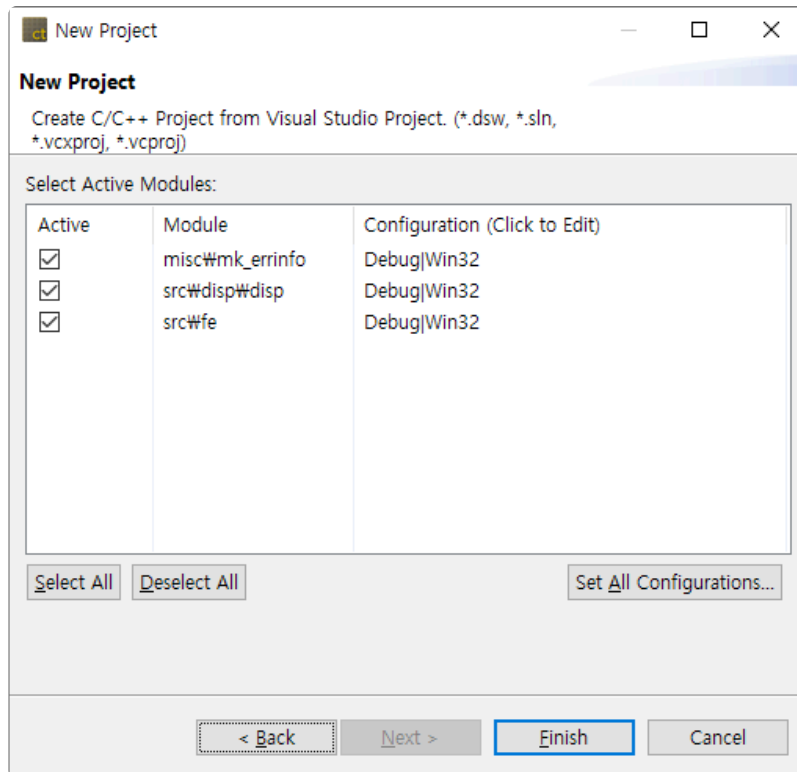 ct New Project
New Project
Create C/C++ Project from Visual Studio Project. (*.dsw, *.sln,
*.vcxproj, *.vcproj)
Select Active Modules:
Active Module Configuration (Click to Edit)
misc₩mk_errinfo Debug|Win32
src₩disp₩disp Debug|Win32
src₩fe Debug|Win32
Select All Deselect All Set All Configurations...
< Back Next > Finish Cancel